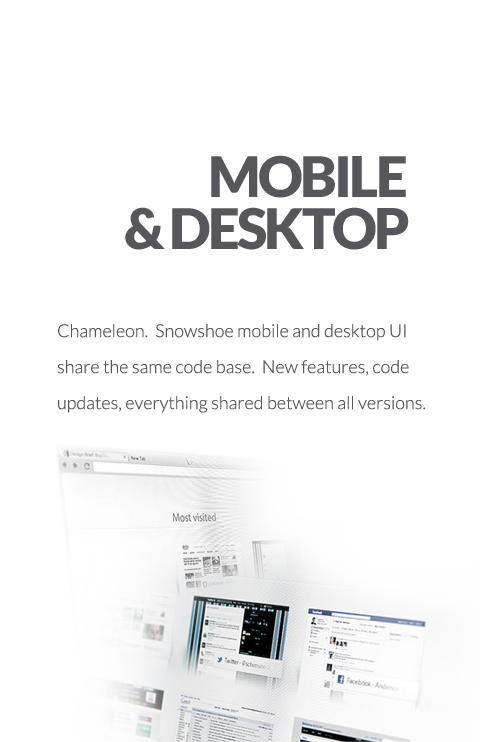 MOBILE
& DESKTOP
Chameleon. Snowshoe mobile and desktop UI
share the same code base. New features, code
updates, everything shared between all versions.
New Tab
Most visited
Twitter
Facebook - Anderson